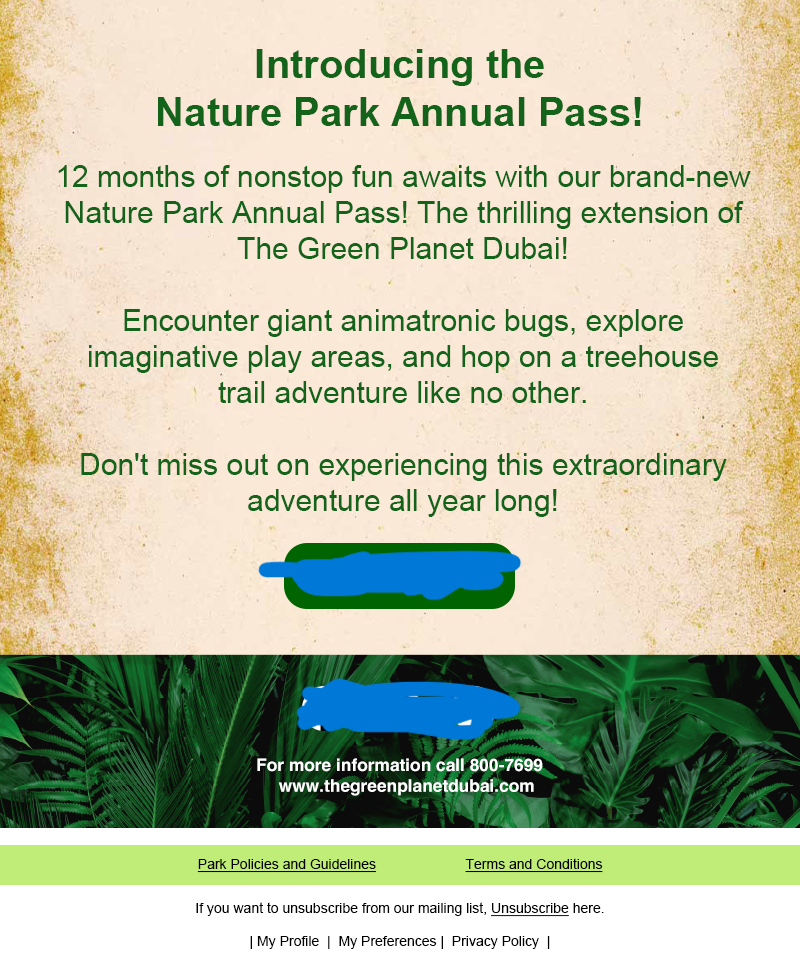 Introducing the
Nature Park Annual Pass!
12 months of nonstop fun awaits with our brand-new
Nature Park Annual Pass! The thrilling extension of
The Green Planet Dubai!
Encounter giant animatronic bugs, explore
imaginative play areas, and hop on a treehouse
trail adventure like no other.
Don't miss out on experiencing this extraordinary
adventure all year long!
For more information call 800-7699
www.thegreenplanetdubai.com
Park Policies and Guidelines Terms and Conditions
If you want to unsubscribe from our mailing list, Unsubscribe here.
| My Profile | My Preferences | Privacy Policy |